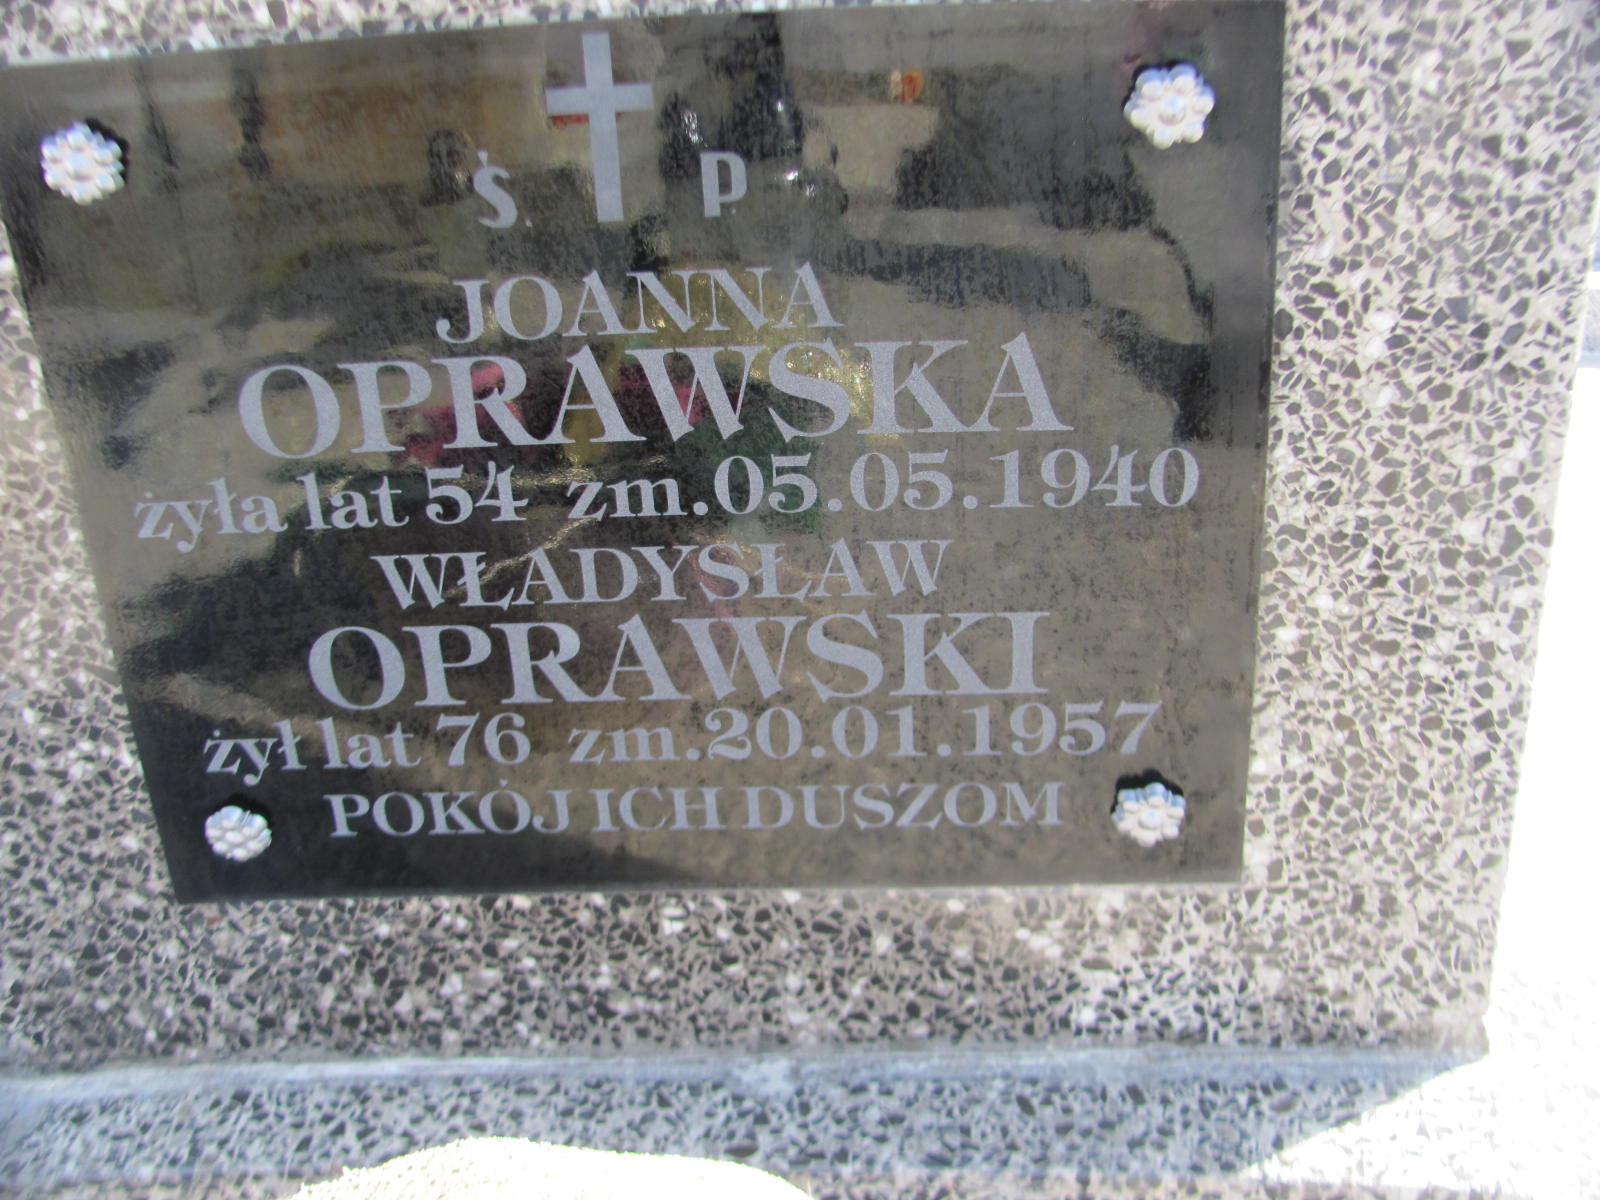 Ś. P.
JOANNA
OPRAWSKA
żyła lat 54 zm.05.05.1940
WŁADYSŁAW
OPRAWSKI
żył lat 76 zm.20.01.1957
POKÓJ ICH DUSZOM